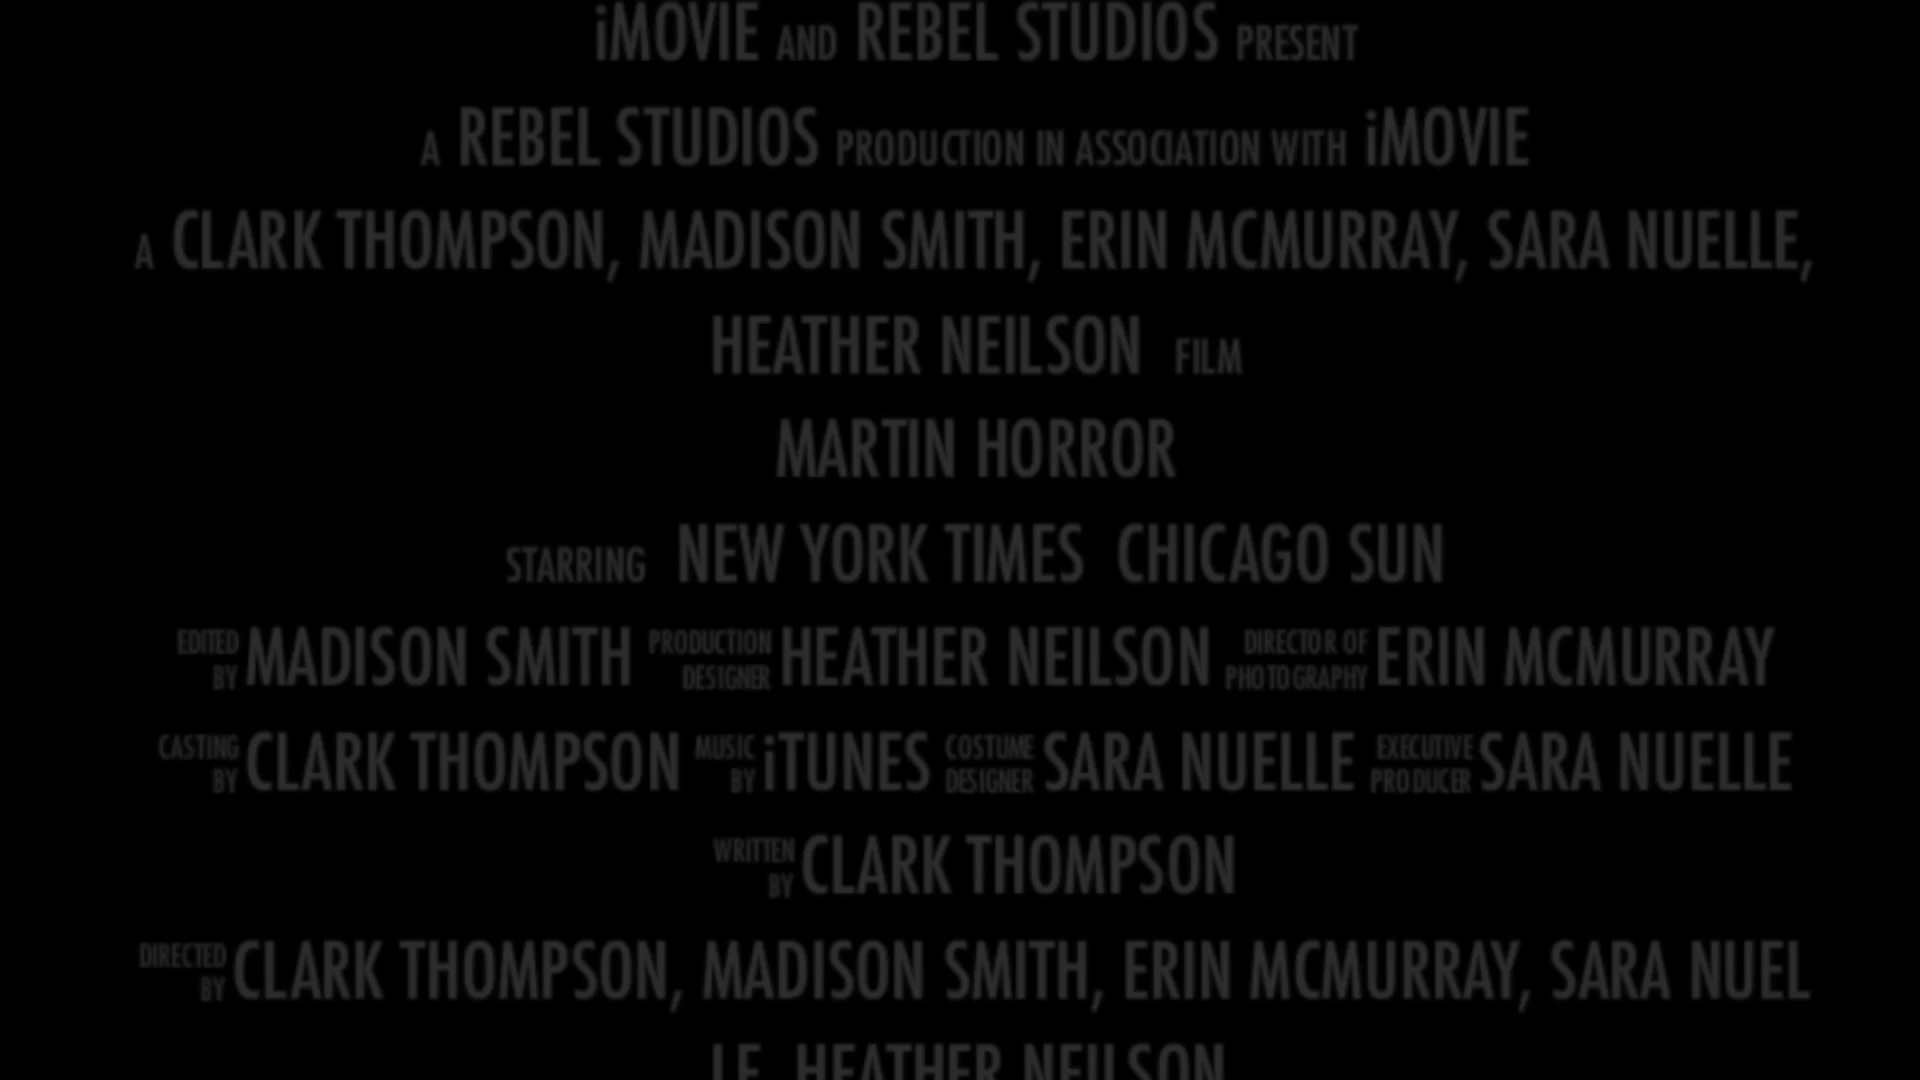 iMOVIE AND REBEL STUDIOS PRESENT
A REBEL STUDIOS PRODUCTION IN ASSOCIATION WITH iMOVIE
A CLARK THOMPSON, MADISON SMITH, ERIN MCMURRAY, SARA NUELLE,
HEATHER NEILSON FILM
MARTIN HORROR
STARRING NEW YORK TIMES CHICAGO SUN
EDITED BY MADISON SMITH PRODUCTION DESIGNER HEATHER NEILSON DIRECTOR OF PHOTOGRAPHY ERIN MCMURRAY
CASTING BY CLARK THOMPSON MUSIC BY iTUNES COSTUME DESIGNER SARA NUELLE EXECUTIVE PRODUCER SARA NUELLE
WRITTEN BY CLARK THOMPSON
DIRECTED BY CLARK THOMPSON, MADISON SMITH, ERIN MCMURRAY, SARA NUEL
LE, HEATHER NEILSON